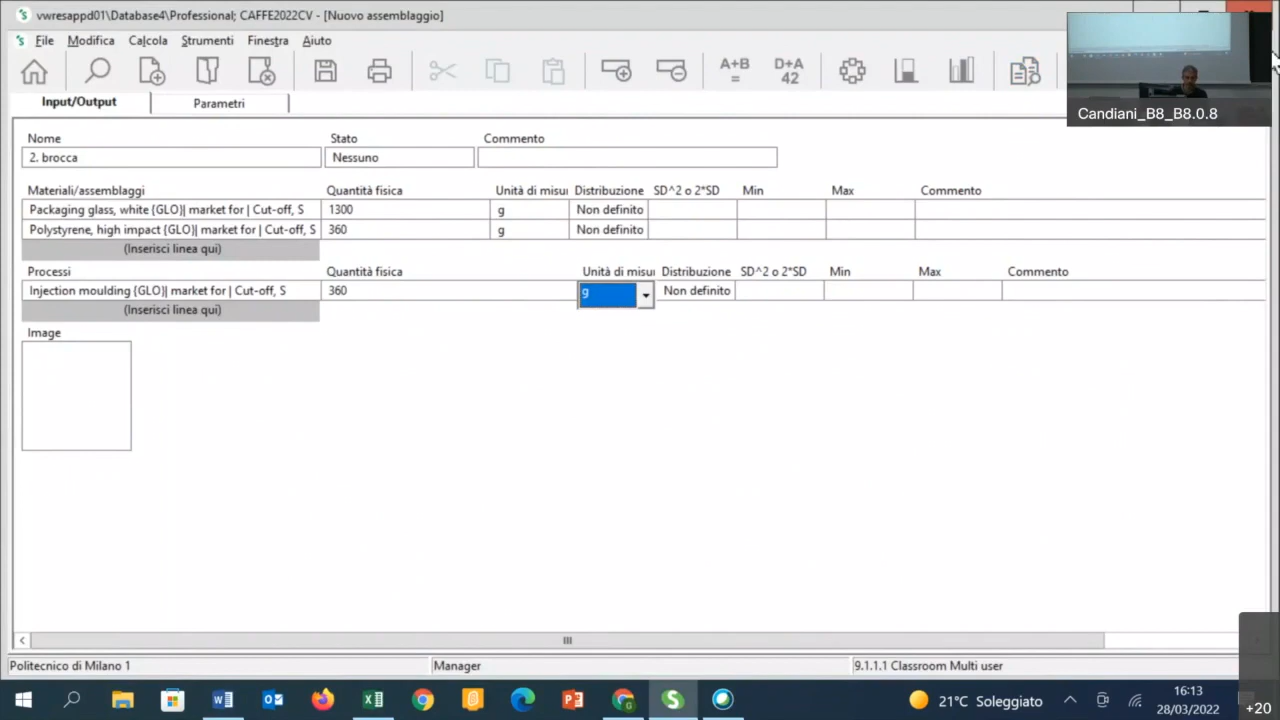 vwresappd01\Database4\Professional; CAFFE2022CV - [Nuovo assemblaggio]
File Modifica Calcola Strumenti Finestra Aiuto
A+B
=
D+A
42
Input/Output Parametri
Candiani_B8_B8.0.8
Nome Stato Commento
2. brocca Nessuno
Materiali/assemblaggi Quantità fisica Unità di misu Distribuzione SD^2 o 2*SD Min Max Commento
Packaging glass, white {GLO}| market for | Cut-off, S 1300 g Non definito
Polystyrene, high impact {GLO}| market for | Cut-off, S 360 g Non definito
(Inserisci linea qui)
Processi Quantità fisica Unità di misu Distribuzione SD^2 o 2*SD Min Max Commento
Injection moulding {GLO}| market for | Cut-off, S 360 g Non definito
(Inserisci linea qui)
Image
Politecnico di Milano 1 Manager 9.1.1.1 Classroom Multi user
21°C Soleggiato 16:13
28/03/2022
+20